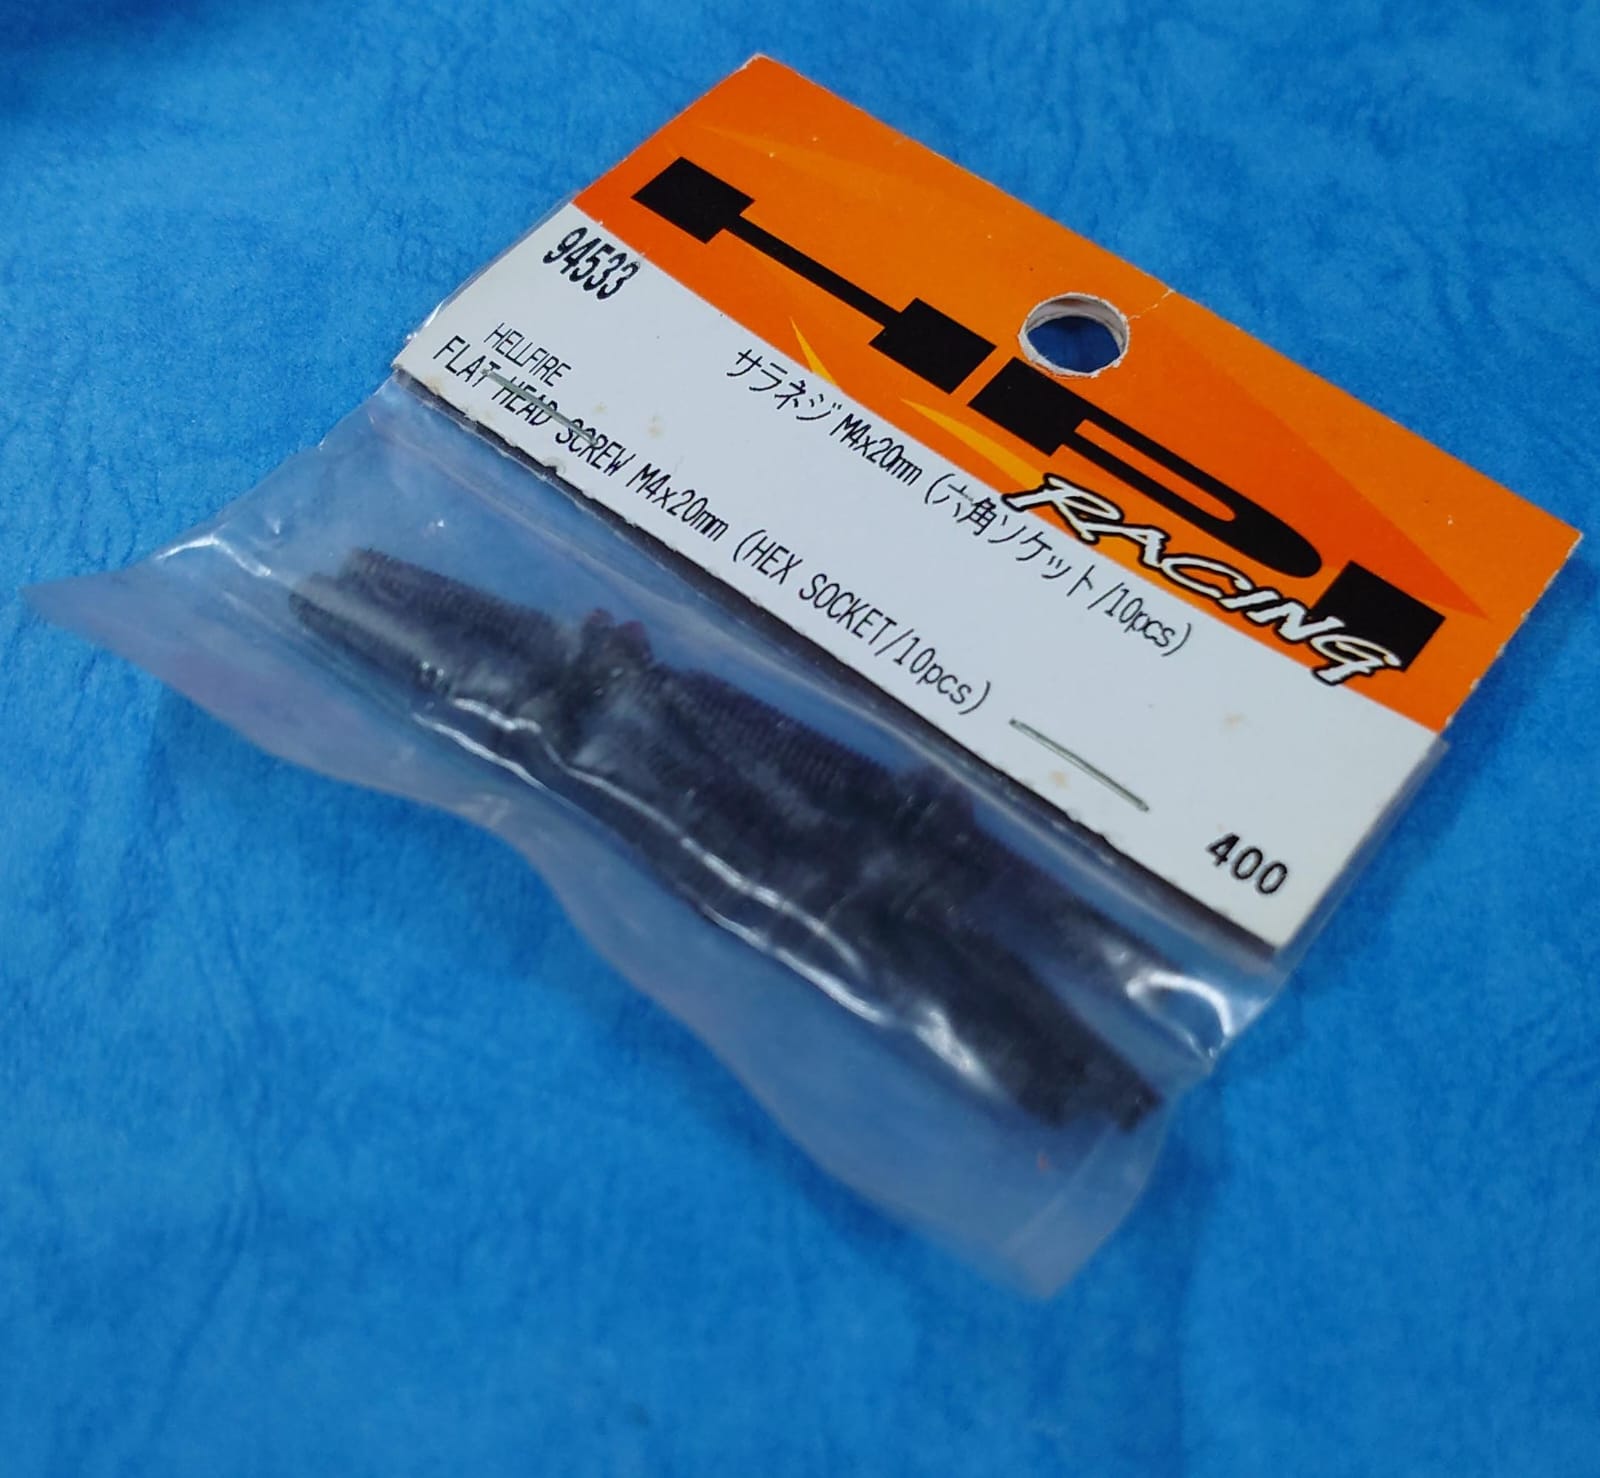 hpi
RACING
94533
サラネジ M4x20mm (六角ソケット/10pcs)
HELLFIRE
FLAT HEAD SCREW M4x20mm (HEX SOCKET/10pcs)
400